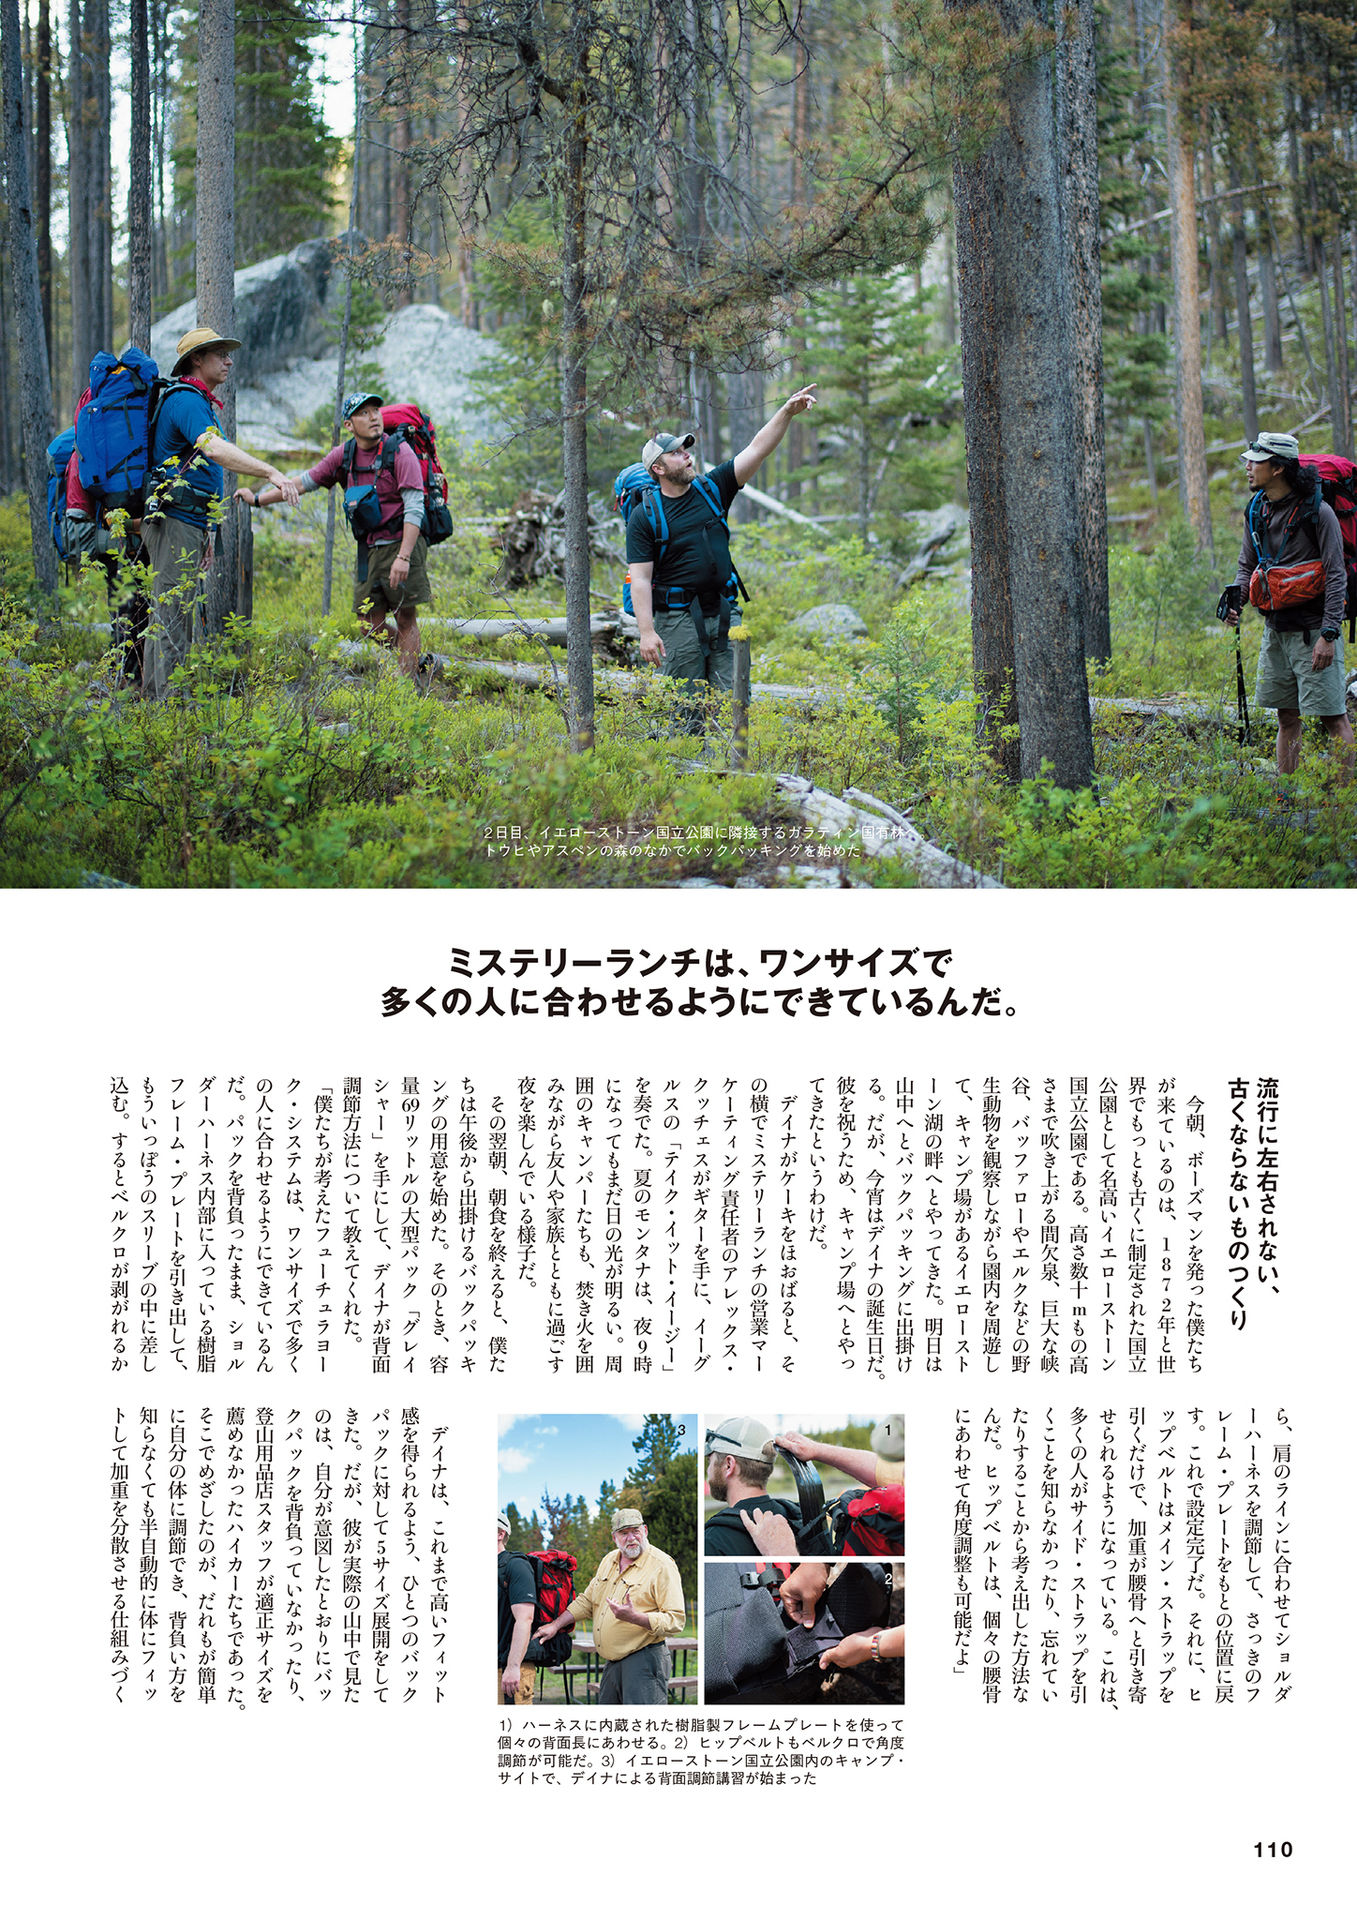 2日目、イエローストーン国立公園に隣接するガラティン国有林へ
トウヒやアスペンの森のなかでバックパッキングを始めた
ミステリーランチは、ワンサイズで
多くの人に合わせるようにできているんだ。
流行に左右されない、
古くならないものづくり
今朝、ボーズマンを発った僕たち
が来ているのは、1872年と世
界でもっとも古くに制定された国立
公園として名高いイエローストーン
国立公園である。高さ数十mもの高
さまで吹き上がる間欠泉、巨大な峡
谷、バッファローやエルクなどの野
生動物を観察しながら園内を周遊し
て、キャンプ場があるイエロースト
ーン湖の畔へとやってきた。明日は
山中へとバックパッキングに出掛け
る。だが、今宵はデイナの誕生日だ。
彼を祝うため、キャンプ場へとやっ
てきたというわけだ。
デイナがケーキをほおばると、そ
の横でミステリーランチの営業マー
ケーティング責任者のアレックス・
クッチェスがギターを手に、イーグ
ルスの「テイク・イット・イージー」
を奏でた。夏のモンタナは、夜9時
になってもまだ日の光が明るい。周
囲のキャンパーたちも、焚き火を囲
みながら友人や家族とともに過ごす
夜を楽しんでいる様子だ。
その翌朝、朝食を終えると、僕た
ちは午後から出掛けるバックパッキ
ングの用意を始めた。そのとき、容
量69リットルの大型パック「グレイ
シャー」を手にして、デイナが背面
調節方法について教えてくれた。
「僕たちが考えたフューチュラヨー
ク・システムは、ワンサイズで多く
の人に合わせるようにできているん
だ。パックを背負ったまま、ショル
ダーハーネス内部に入っている樹脂
フレーム・プレートを引き出して、
もういっぽうのスリーブの中に差し
込む。するとベルクロが剥がれるか
ら、肩のラインに合わせてショルダ
ーハーネスを調節して、さっきのフ
レーム・プレートをもとの位置に戻
す。これで設定完了だ。それに、ヒ
ップベルトはメイン・ストラップを
引くだけで、加重が腰骨へと引き寄
せられるようになっている。これは、
多くの人がサイド・ストラップを引
くことを知らなかったり、忘れてい
たりすることから考え出した方法な
んだ。ヒップベルトは、個々の腰骨
にあわせて角度調整も可能だよ」
3
1
2
1）ハーネスに内蔵された樹脂製フレームプレートを使って
個々の背面長にあわせる。2）ヒップベルトもベルクロで角度
調節が可能だ。3）イエローストーン国立公園内のキャンプ・
サイトで、デイナによる背面調節講習が始まった
デイナは、これまで高いフィット
感を得られるよう、ひとつのバック
パックに対して5サイズ展開をして
きた。だが、彼が実際の山中で見た
のは、自分が意図したとおりにバッ
クパックを背負っていなかったり、
登山用品店スタッフが適正サイズを
薦めなかったハイカーたちであった。
そこでめざしたのが、だれもが簡単
に自分の体に調節でき、背負い方を
知らなくても半自動的に体にフィッ
トして加重を分散させる仕組みづく
110